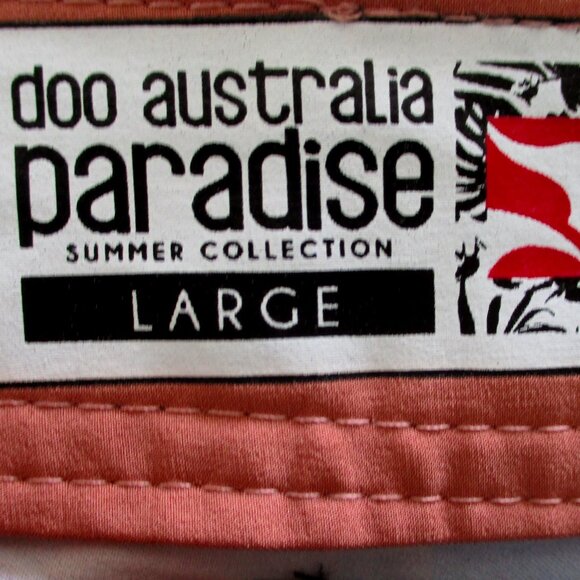 doo australia
paradise
SUMMER COLLECTION
LARGE